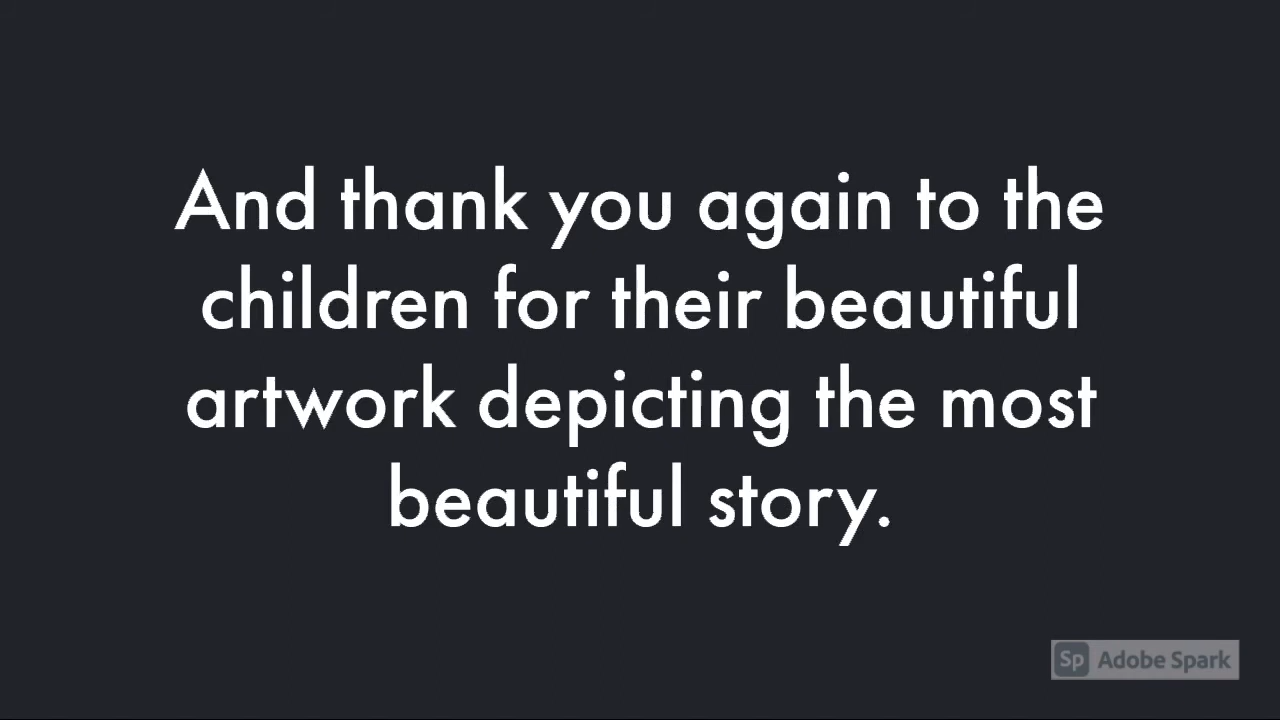 And thank you again to the
children for their beautiful
artwork depicting the most
beautiful story.
Sp Adobe Spark